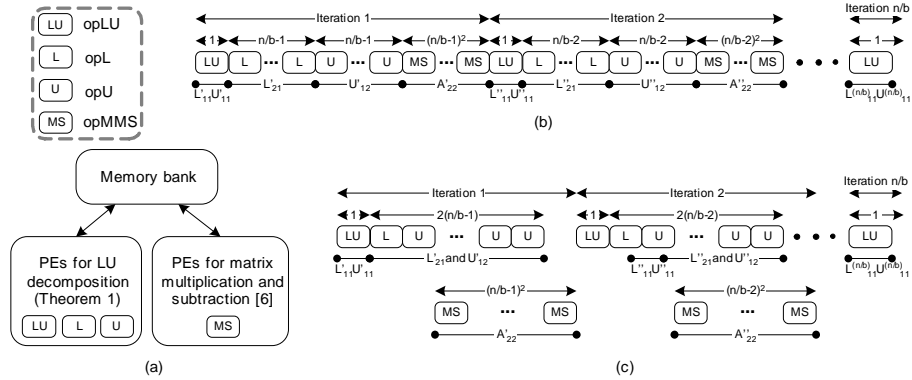 LU opLU
L opL
U opU
MS opMMS
Memory bank
PEs for LU
decomposition
(Theorem 1)
LU L U
PEs for matrix
multiplication and
subtraction [6]
MS
(a)
Iteration 1 Iteration 2 Iteration n/b
1 n/b-1 n/b-1 (n/b-1)² 1 n/b-2 n/b-2 (n/b-2)² 1
LU L ••• L U ••• U MS ••• MS LU L ••• L U ••• U MS ••• MS • • • LU
L'₁₁U'₁₁ L'₂₁ U'₁₂ A'₂₂ L''₁₁U''₁₁ L'₂₁ U''₁₂ A''₂₂ L⁽ⁿ/ᵇ⁾₁₁U⁽ⁿ/ᵇ⁾₁₁
(b)
Iteration 1 Iteration 2 Iteration n/b
1 2(n/b-1) 1 2(n/b-2) 1
LU L U ••• U U LU L U ••• U U • • • LU
L'₁₁U'₁₁ L'₂₁ and U'₁₂ L''₁₁U''₁₁ L''₂₁ and U''₁₂ L⁽ⁿ/ᵇ⁾₁₁U⁽ⁿ/ᵇ⁾₁₁
(n/b-1)² (n/b-2)²
MS ••• MS MS ••• MS
A'₂₂ A''₂₂
(c)